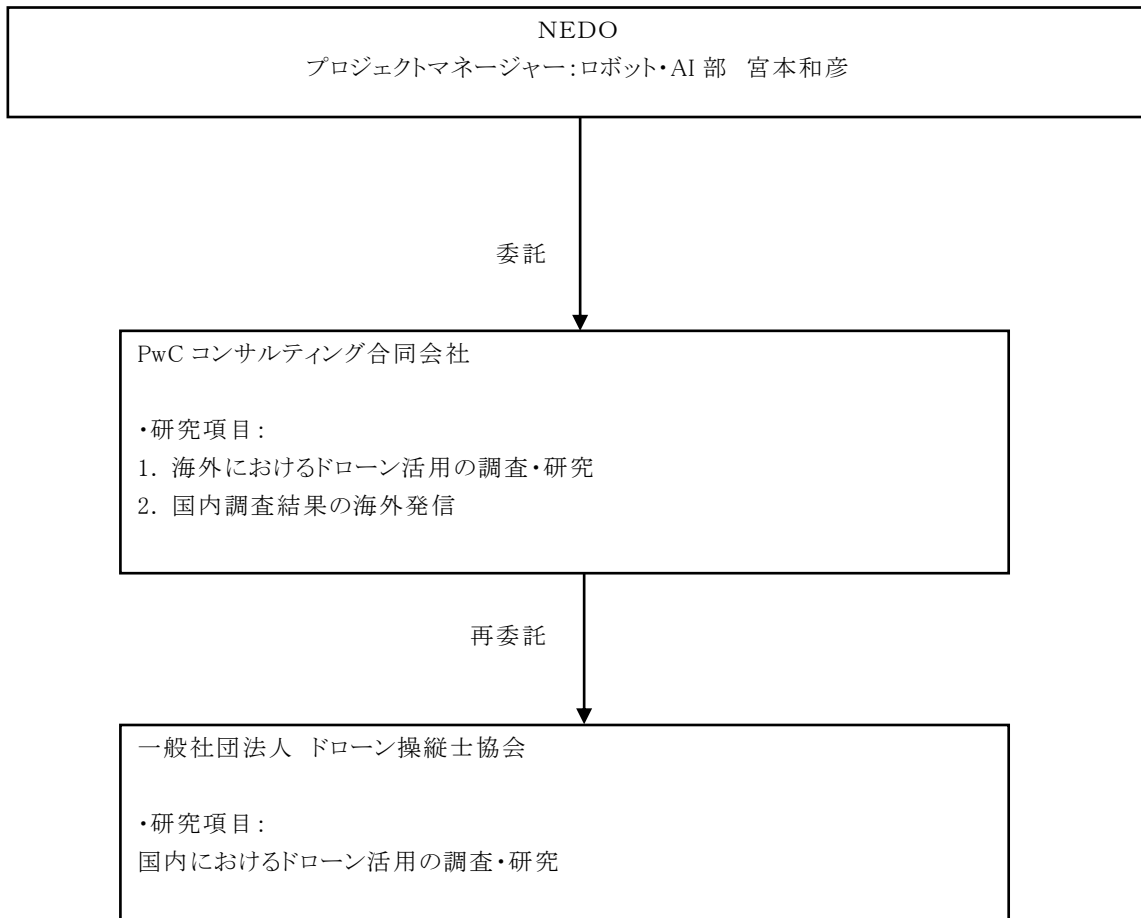 NEDO
プロジェクトマネージャー:ロボット・AI 部 宮本和彦
委託
PwC コンサルティング合同会社
・研究項目:
1. 海外におけるドローン活用の調査・研究
2. 国内調査結果の海外発信
再委託
一般社団法人 ドローン操縦士協会
・研究項目:
国内におけるドローン活用の調査・研究